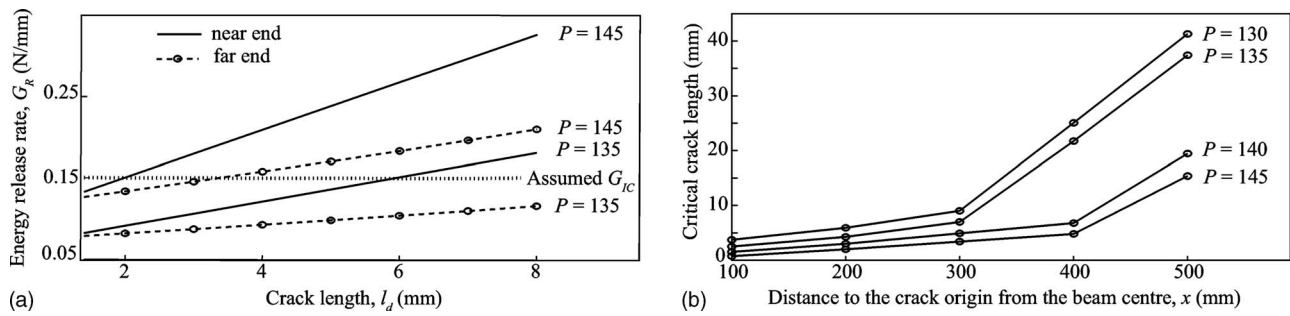 near end
far end
P = 145
P = 145
P = 135
Assumed G_IC
P = 135
0.25
0.15
0.05
Energy release rate, G_R (N/mm)
2
4
6
8
Crack length, l_d (mm)
(a)
P = 130
P = 135
P = 140
P = 145
40
30
20
10
0
Critical crack length (mm)
100
200
300
400
500
Distance to the crack origin from the beam centre, x (mm)
(b)